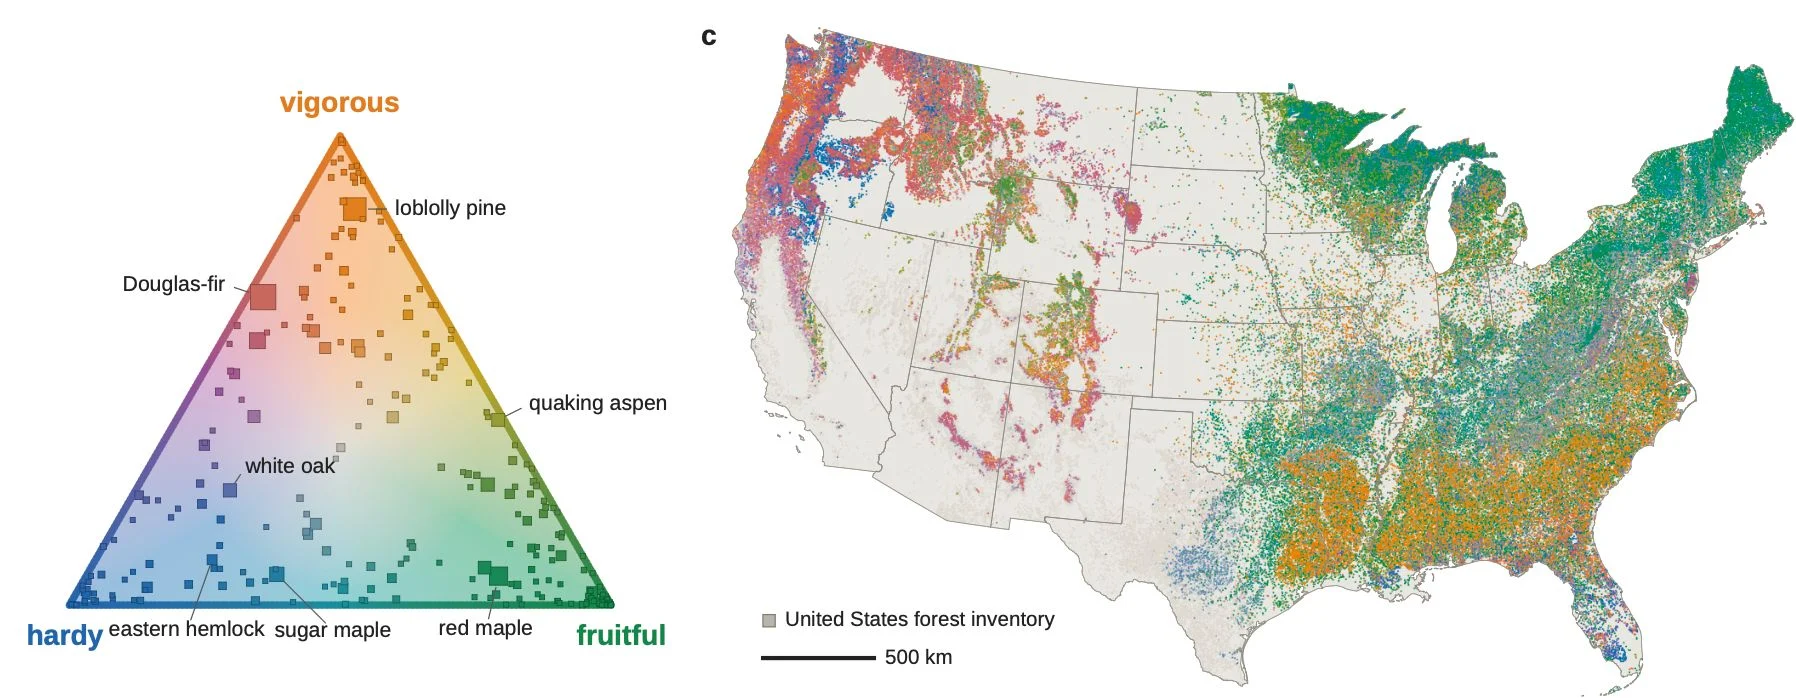 c
vigorous
loblolly pine
Douglas-fir
quaking aspen
white oak
hardy
eastern hemlock
sugar maple
red maple
fruitful
United States forest inventory
500 km